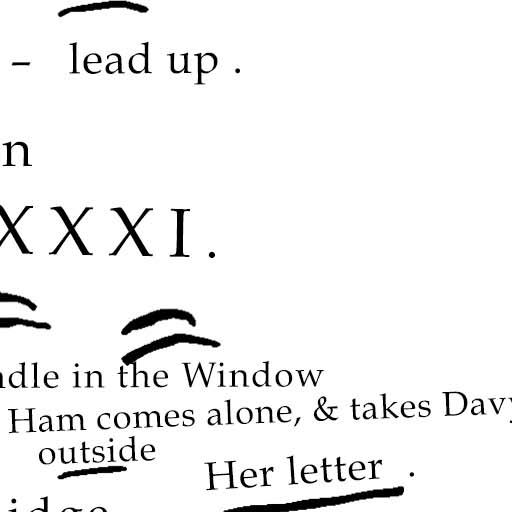 – lead up .
n
XXXI.
ndle in the Window
Ham comes alone, & takes Davy
outside
Her letter .
idge